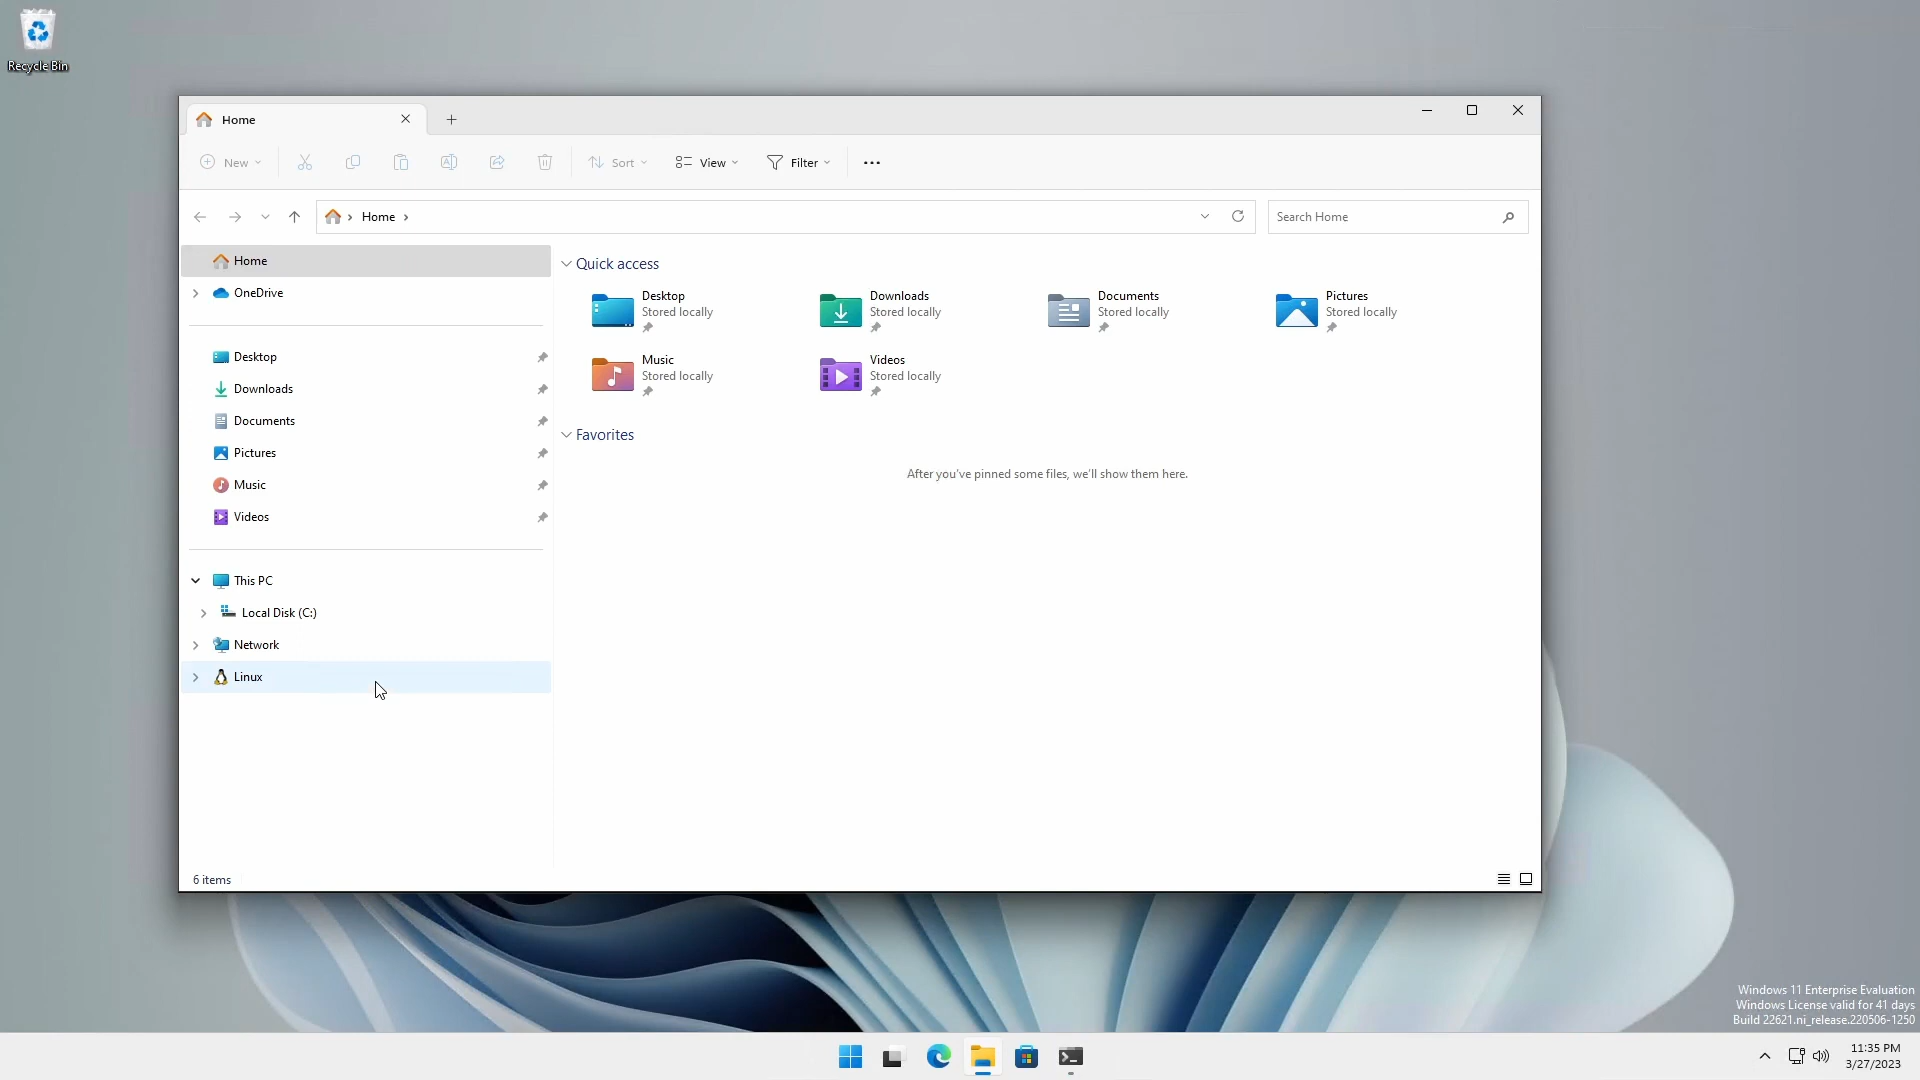 Recycle Bin
Home
New
Sort
View
Filter
Home
Search Home
Home
OneDrive
Desktop
Downloads
Documents
Pictures
Music
Videos
This PC
Local Disk (C:)
Network
Linux
Quick access
Desktop
Stored locally
Downloads
Stored locally
Documents
Stored locally
Pictures
Stored locally
Music
Stored locally
Videos
Stored locally
Favorites
After you've pinned some files, we'll show them here.
6 items
Windows 11 Enterprise Evaluation
Windows License valid for 41 days
Build 22621.ni_release.220506-1250
11:35 PM
3/27/2023